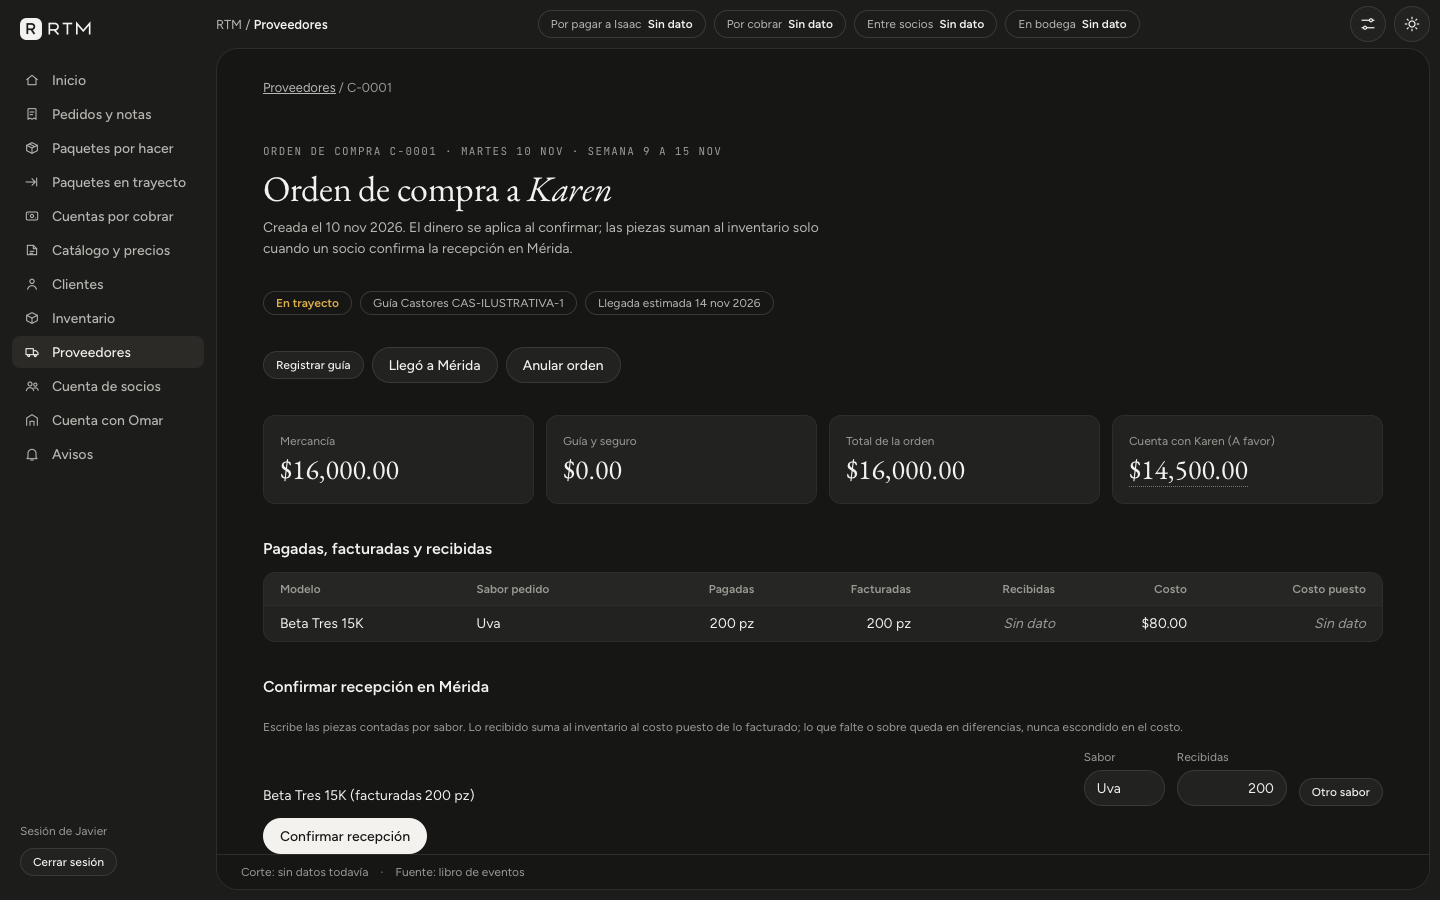 R RTM
RTM / Proveedores
Por pagar a Isaac Sin dato
Por cobrar Sin dato
Entre socios Sin dato
En bodega Sin dato
Inicio
Pedidos y notas
Paquetes por hacer
Paquetes en trayecto
Cuentas por cobrar
Catálogo y precios
Clientes
Inventario
Proveedores
Cuenta de socios
Cuenta con Omar
Avisos
Sesión de Javier
Cerrar sesión
Proveedores / C-0001
ORDEN DE COMPRA C-0001 · MARTES 10 NOV · SEMANA 9 A 15 NOV
Orden de compra a Karen
Creada el 10 nov 2026. El dinero se aplica al confirmar; las piezas suman al inventario solo
cuando un socio confirma la recepción en Mérida.
En trayecto
Guía Castores CAS-ILUSTRATIVA-1
Llegada estimada 14 nov 2026
Registrar guía
Llegó a Mérida
Anular orden
Mercancía
$16,000.00
Guía y seguro
$0.00
Total de la orden
$16,000.00
Cuenta con Karen (A favor)
$14,500.00
Pagadas, facturadas y recibidas
Modelo Sabor pedido Pagadas Facturadas Recibidas Costo Costo puesto
Beta Tres 15K Uva 200 pz 200 pz Sin dato $80.00 Sin dato
Confirmar recepción en Mérida
Escribe las piezas contadas por sabor. Lo recibido suma al inventario al costo puesto de lo facturado; lo que falte o sobre queda en diferencias, nunca escondido en el costo.
Sabor Recibidas
Beta Tres 15K (facturadas 200 pz) Uva 200 Otro sabor
Confirmar recepción
Corte: sin datos todavía · Fuente: libro de eventos